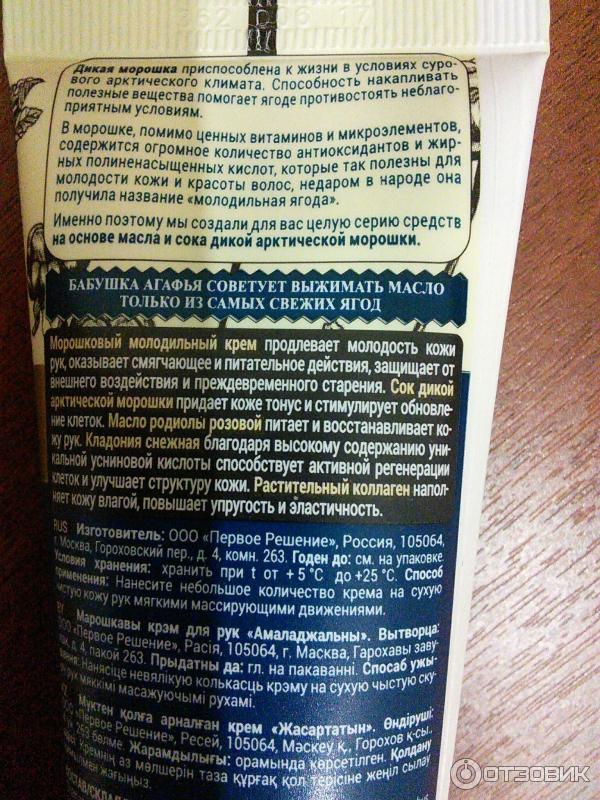 362 C06 17
Дикая морошка приспособлена к жизни в условиях суро-
вого арктического климата. Способность накапливать
полезные вещества помогает ягоде противостоять неблаго-
приятным условиям.
В морошке, помимо ценных витаминов и микроэлементов,
содержится огромное количество антиоксидантов и жир-
ных полиненасыщенных кислот, которые так полезны для
молодости кожи и красоты волос, недаром в народе она
получила название «молодильная ягода».
Именно поэтому мы создали для вас целую серию средств
на основе масла и сока дикой арктической морошки.
БАБУШКА АГАФЬЯ СОВЕТУЕТ ВЫЖИМАТЬ МАСЛО
ТОЛЬКО ИЗ САМЫХ СВЕЖИХ ЯГОД
Морошковый молодильный крем продлевает молодость кожи
рук, оказывает смягчающее и питательное действия, защищает от
внешнего воздействия и преждевременного старения. Сок дикой
арктической морошки придает коже тонус и стимулирует обновле-
ние клеток. Масло родиолы розовой питает и восстанавливает ко-
жу рук. Кладония снежная благодаря высокому содержанию уни-
кальной усниновой кислоты способствует активной регенерации
клеток и улучшает структуру кожи. Растительный коллаген напол-
няет кожу влагой, повышает упругость и эластичность.
RUS Изготовитель: ООО «Первое Решение», Россия, 105064,
г. Москва, Гороховский пер., д. 4, комн. 263. Годен до: см. на упаковке.
Условия хранения: хранить при t от +5°C до +25°C. Способ
применения: Нанесите небольшое количество крема на сухую
чистую кожу рук мягкими массирующими движениями.
BY Марошкавы крэм для рук «Амаладжальны». Вытворца:
ООО «Первое Решение», Расія, 105064, г. Масква, Гарохавы заву-
д. 4, пакой 263. Прыдатны да: гл. на пакаванні. Спосаб ужы-
вання: Нанясіце невялікую колькасць крэму на сухую чыстую ску-
рук мяккімі масажуючымі рухамі.
KZ Мүктен қолға арналған крем «Жасартатын». Өндіруші:
«Первое Решение», Ресей, 105064, Мәскеу қ., Горохов қ-сы.,
263 бөлме. Жарамдылығы: орамында көрсетілген. Қолдану
Кремнің аз мөлшерін таза құрғақ қол терісіне жеңіл сылау
жағыңыз.
СОСТАВ/СКЛАД
ОТЗОВИК